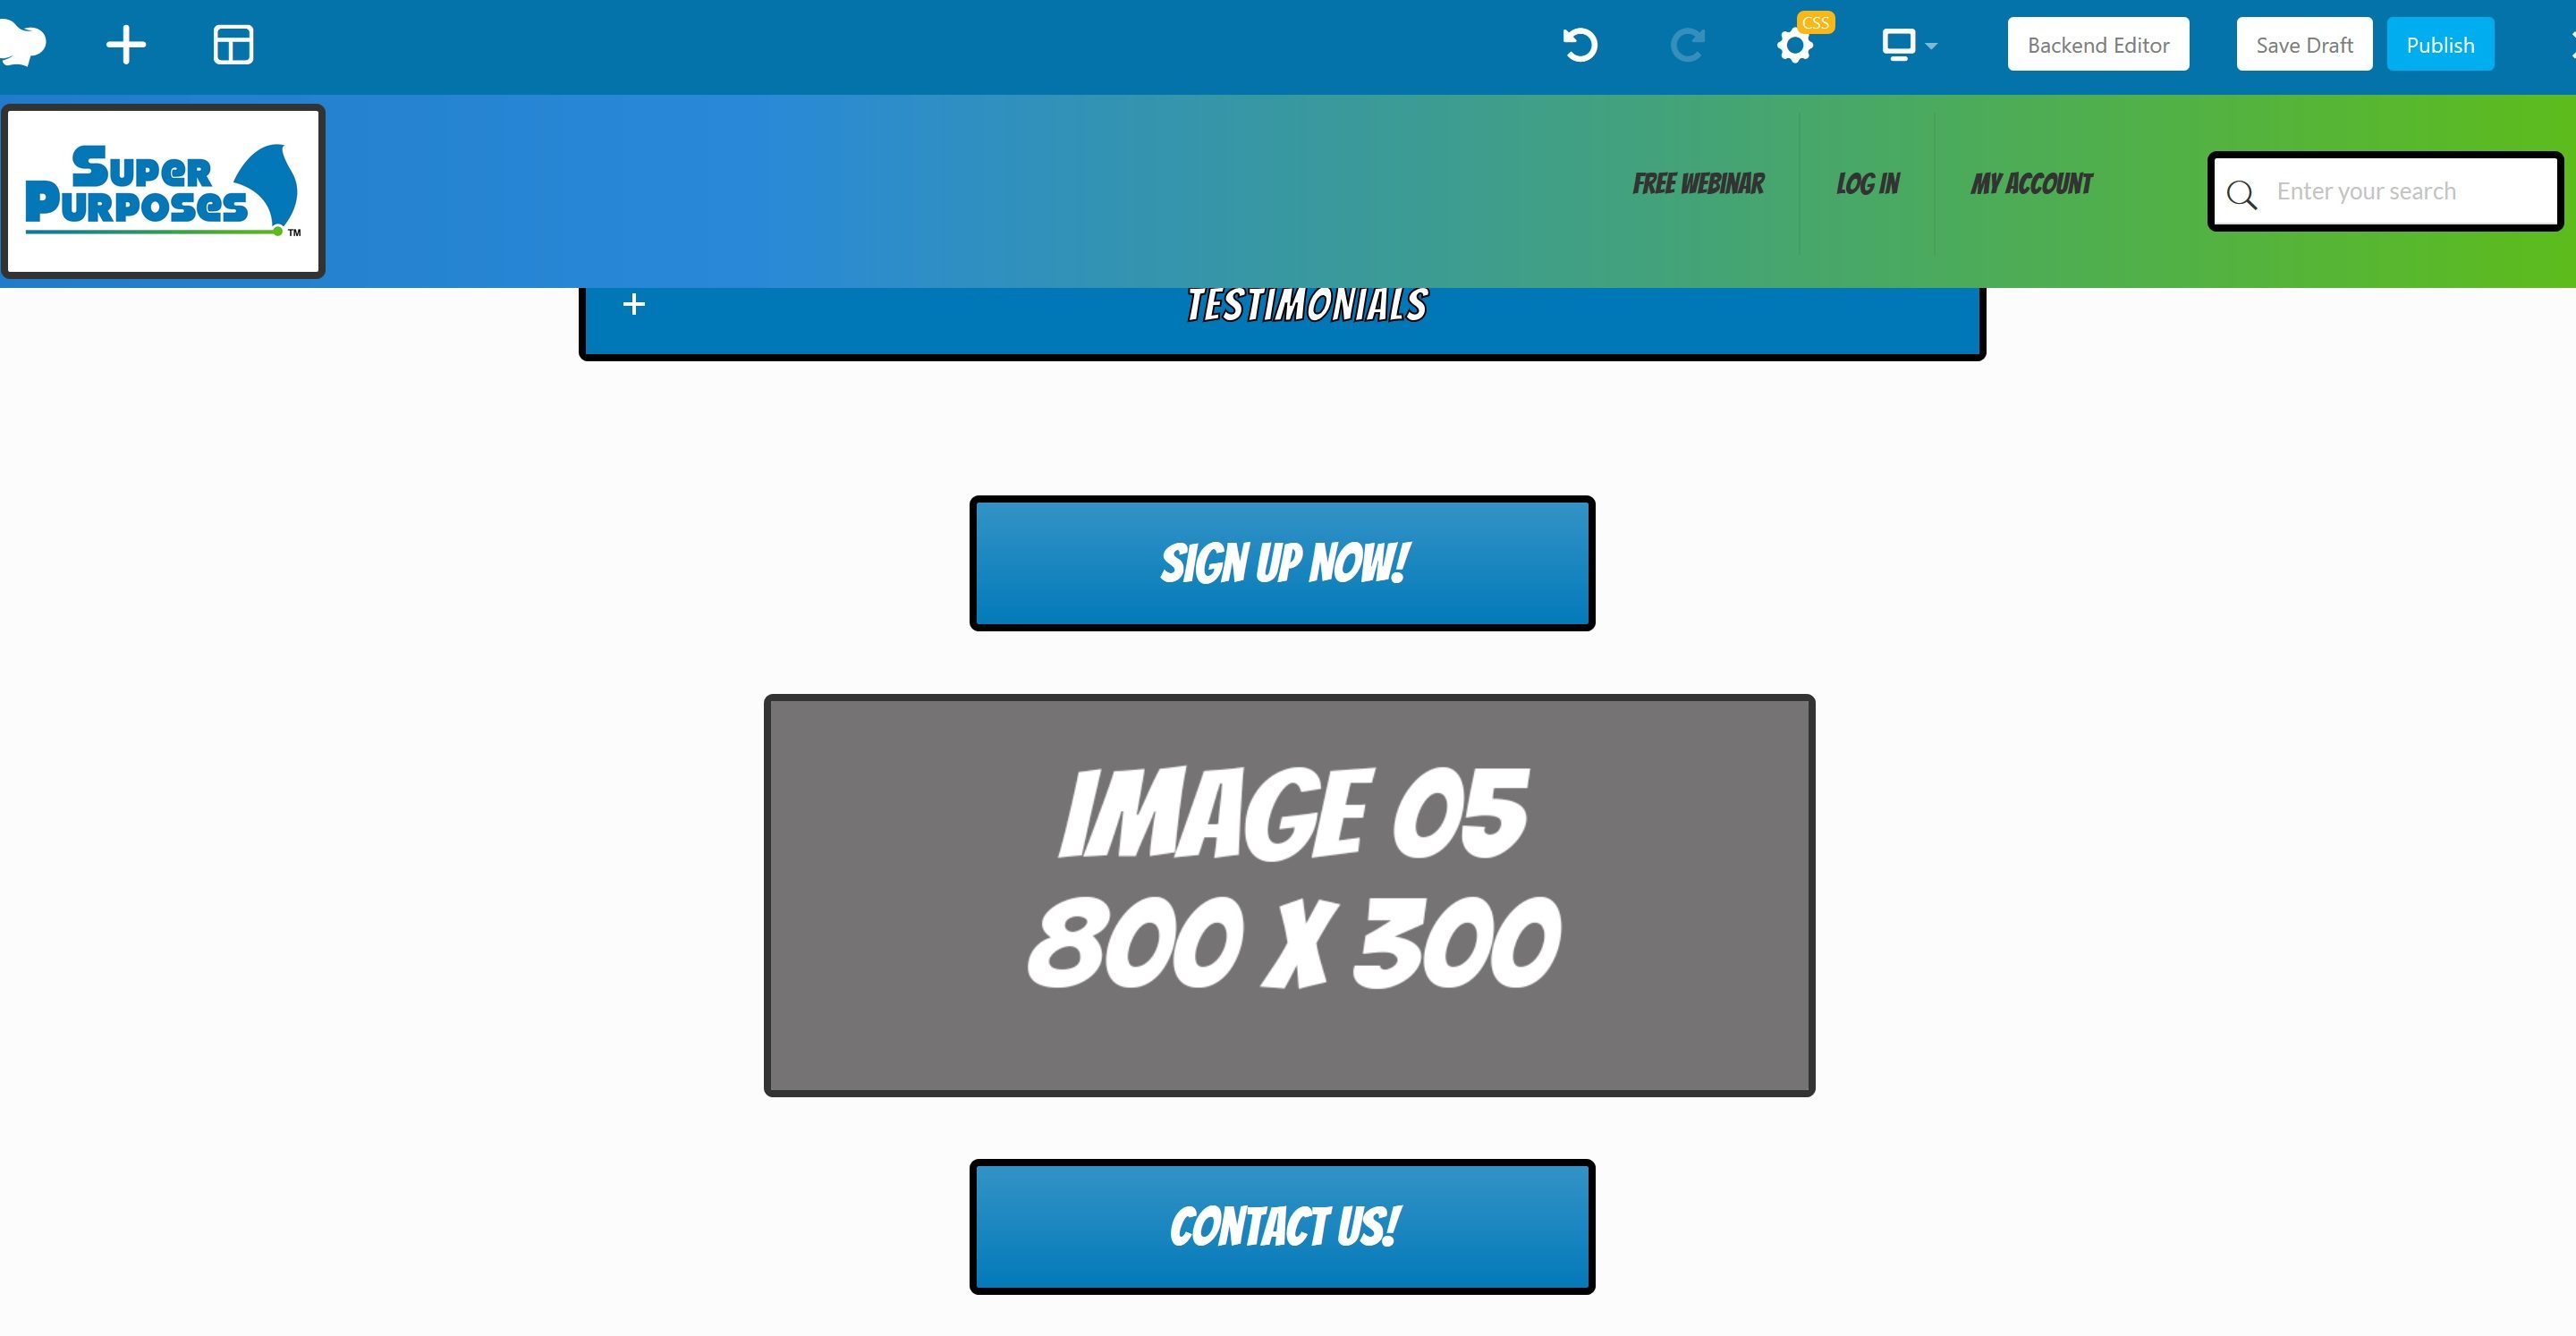 CSS
Backend Editor
Save Draft
Publish
SUPER
PURPOSES
TM
FREE WEBINAR
LOG IN
MY ACCOUNT
Enter your search
+ TESTIMONIALS
SIGN UP NOW!
IMAGE 05
800 X 300
CONTACT US!